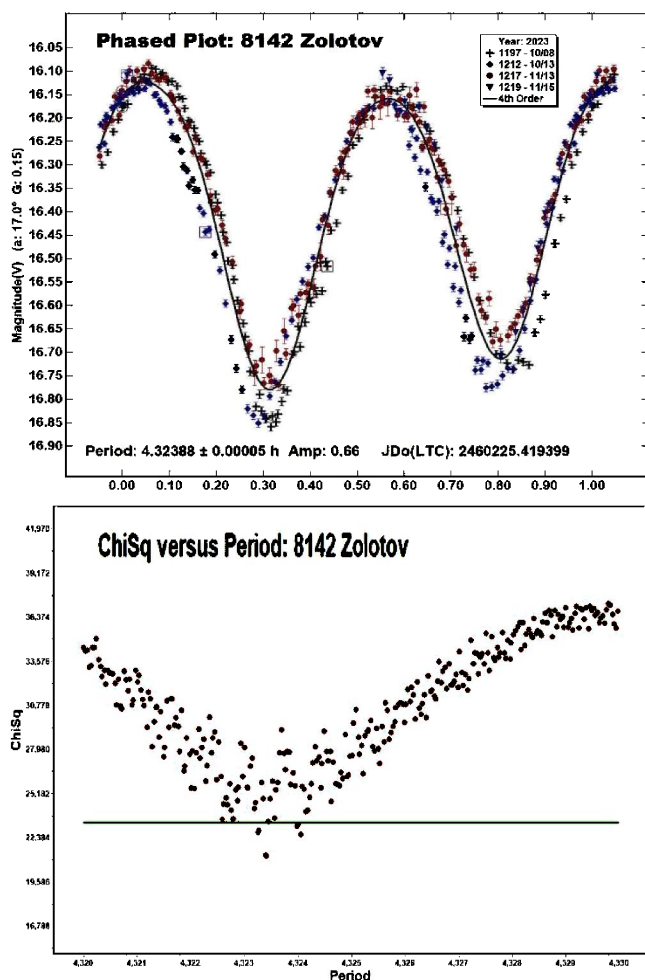 Phased Plot: 8142 Zolotov
Year: 2023
1197 - 10/08
1212 - 10/13
1217 - 11/13
1219 - 11/15
4th Order
16.05
16.10
16.15
16.20
16.25
16.30
16.35
16.40
16.45
16.50
16.55
16.60
16.65
16.70
16.75
16.80
16.85
16.90
Magnitude(V) (a: 17.0° G: 0.15)
Period: 4.32388 ± 0.00005 h Amp: 0.66 JDo(LTC): 2460225.419399
0.00 0.10 0.20 0.30 0.40 0.50 0.60 0.70 0.80 0.90 1.00
ChiSq versus Period: 8142 Zolotov
41,970
39,172
36,374
33,576
30,778
27,980
25,182
22,384
19,586
16,788
ChiSq
4,320 4,321 4,322 4,323 4,324 4,325 4,326 4,327 4,328 4,329 4,330
Period